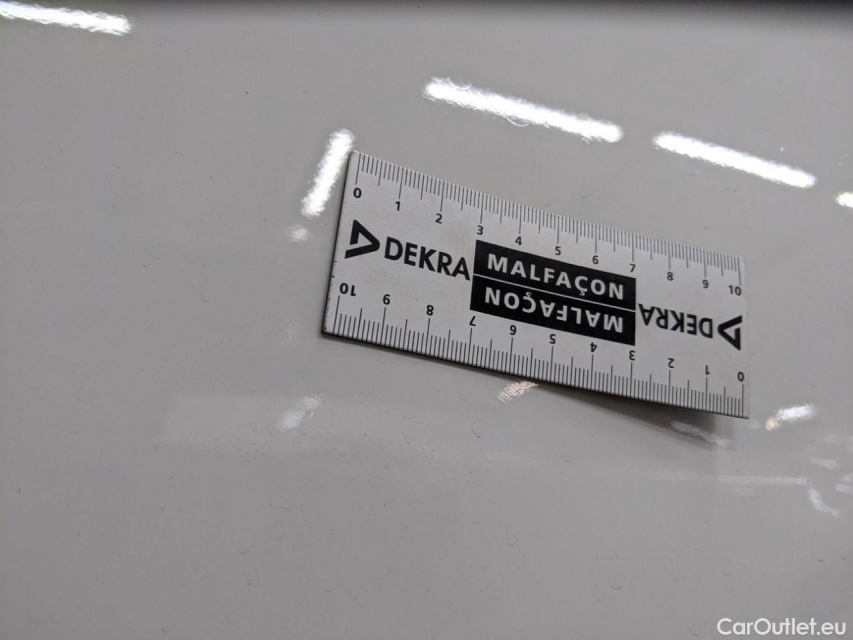 0 1 2 3 4 5 6 7 8 9 10
DEKRA MALFAÇON
MALFAÇON DEKRA
10 9 8 7 6 5 4 3 2 1 0
CarOutlet.eu